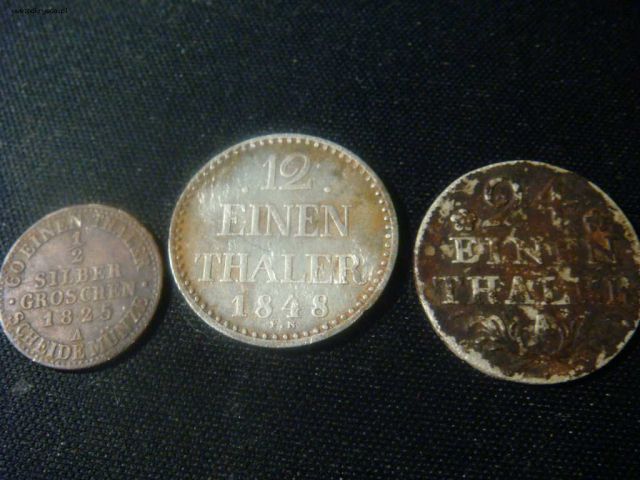 60 EINEN THALER
1
2
SILBER
GROSCHEN
1825
A
SCHEIDE MÜNZE
. 12 .
EINEN
THALER
1848
24
EINEN
THALER
A